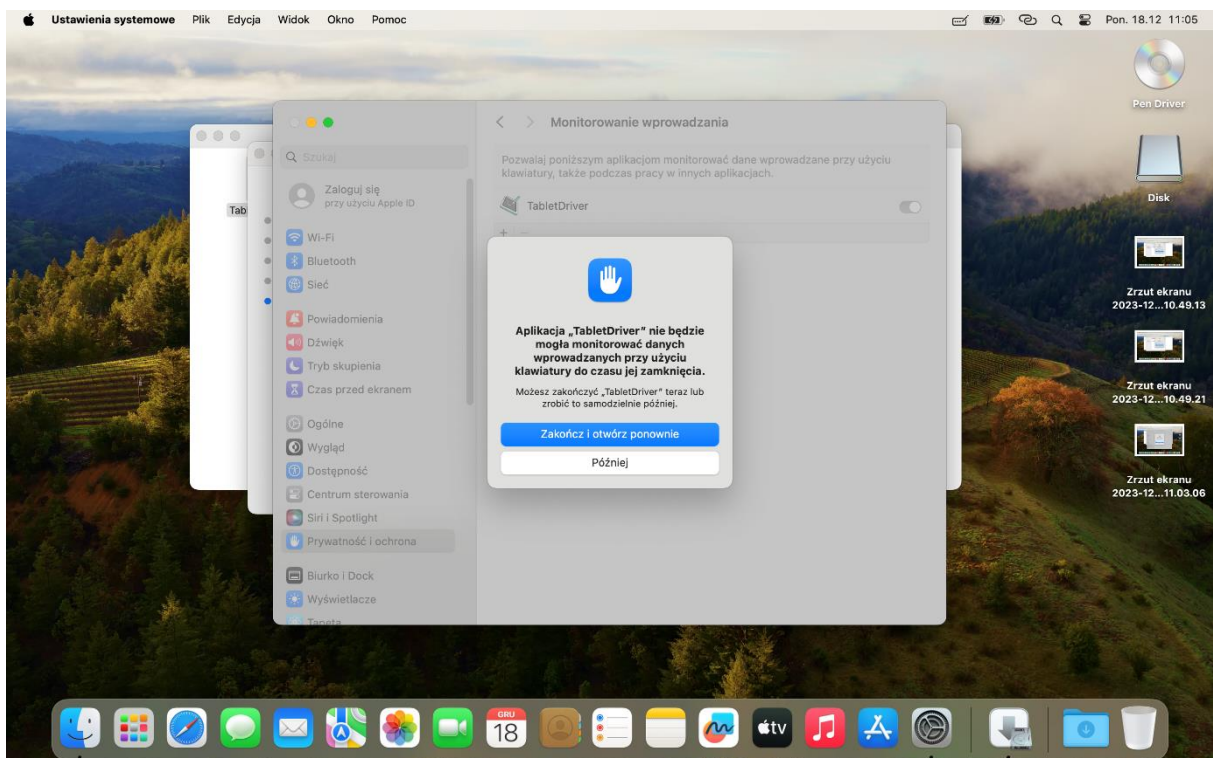 Ustawienia systemowe Plik Edycja Widok Okno Pomoc
Pon. 18.12 11:05
Pen Driver
Disk
Zrzut ekranu
2023-12...10.49.13
Zrzut ekranu
2023-12...10.49.21
Zrzut ekranu
2023-12...11.03.06
Tab
Szukaj
Zaloguj się
przy użyciu Apple ID
Wi-Fi
Bluetooth
Sieć
Powiadomienia
Dźwięk
Tryb skupienia
Czas przed ekranem
Ogólne
Wygląd
Dostępność
Centrum sterowania
Siri i Spotlight
Prywatność i ochrona
Biurko i Dock
Wyświetlacze
Tapeta
Monitorowanie wprowadzania
Pozwalaj poniższym aplikacjom monitorować dane wprowadzane przy użyciu
klawiatury, także podczas pracy w innych aplikacjach.
TabletDriver
Aplikacja „TabletDriver" nie będzie
mogła monitorować danych
wprowadzanych przy użyciu
klawiatury do czasu jej zamknięcia.
Możesz zakończyć „TabletDriver" teraz lub
zrobić to samodzielnie później.
Zakończ i otwórz ponownie
Później
GRU
18
tv